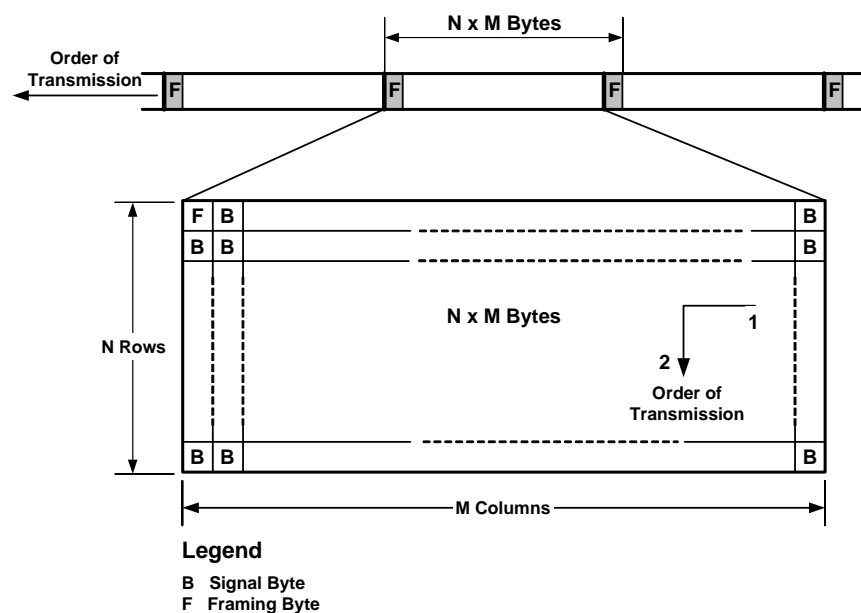 N x M Bytes
Order of
Transmission
F F F F
F B B
B B B
N x M Bytes
1
N Rows
2
Order of
Transmission
B B B
M Columns
Legend
B Signal Byte
F Framing Byte